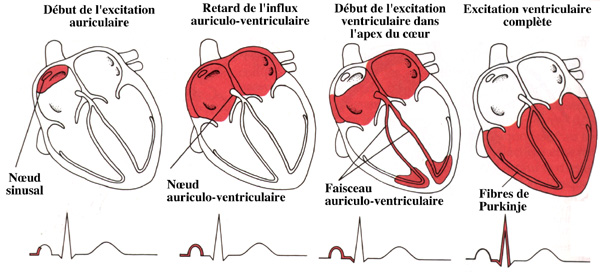 Début de l'excitation
auriculaire
Retard de l'influx
auriculo-ventriculaire
Début de l'excitation
ventriculaire dans
l'apex du cœur
Excitation ventriculaire
complète
Nœud
sinusal
Nœud
auriculo-ventriculaire
Faisceau
auriculo-ventriculaire
Fibres de
Purkinje